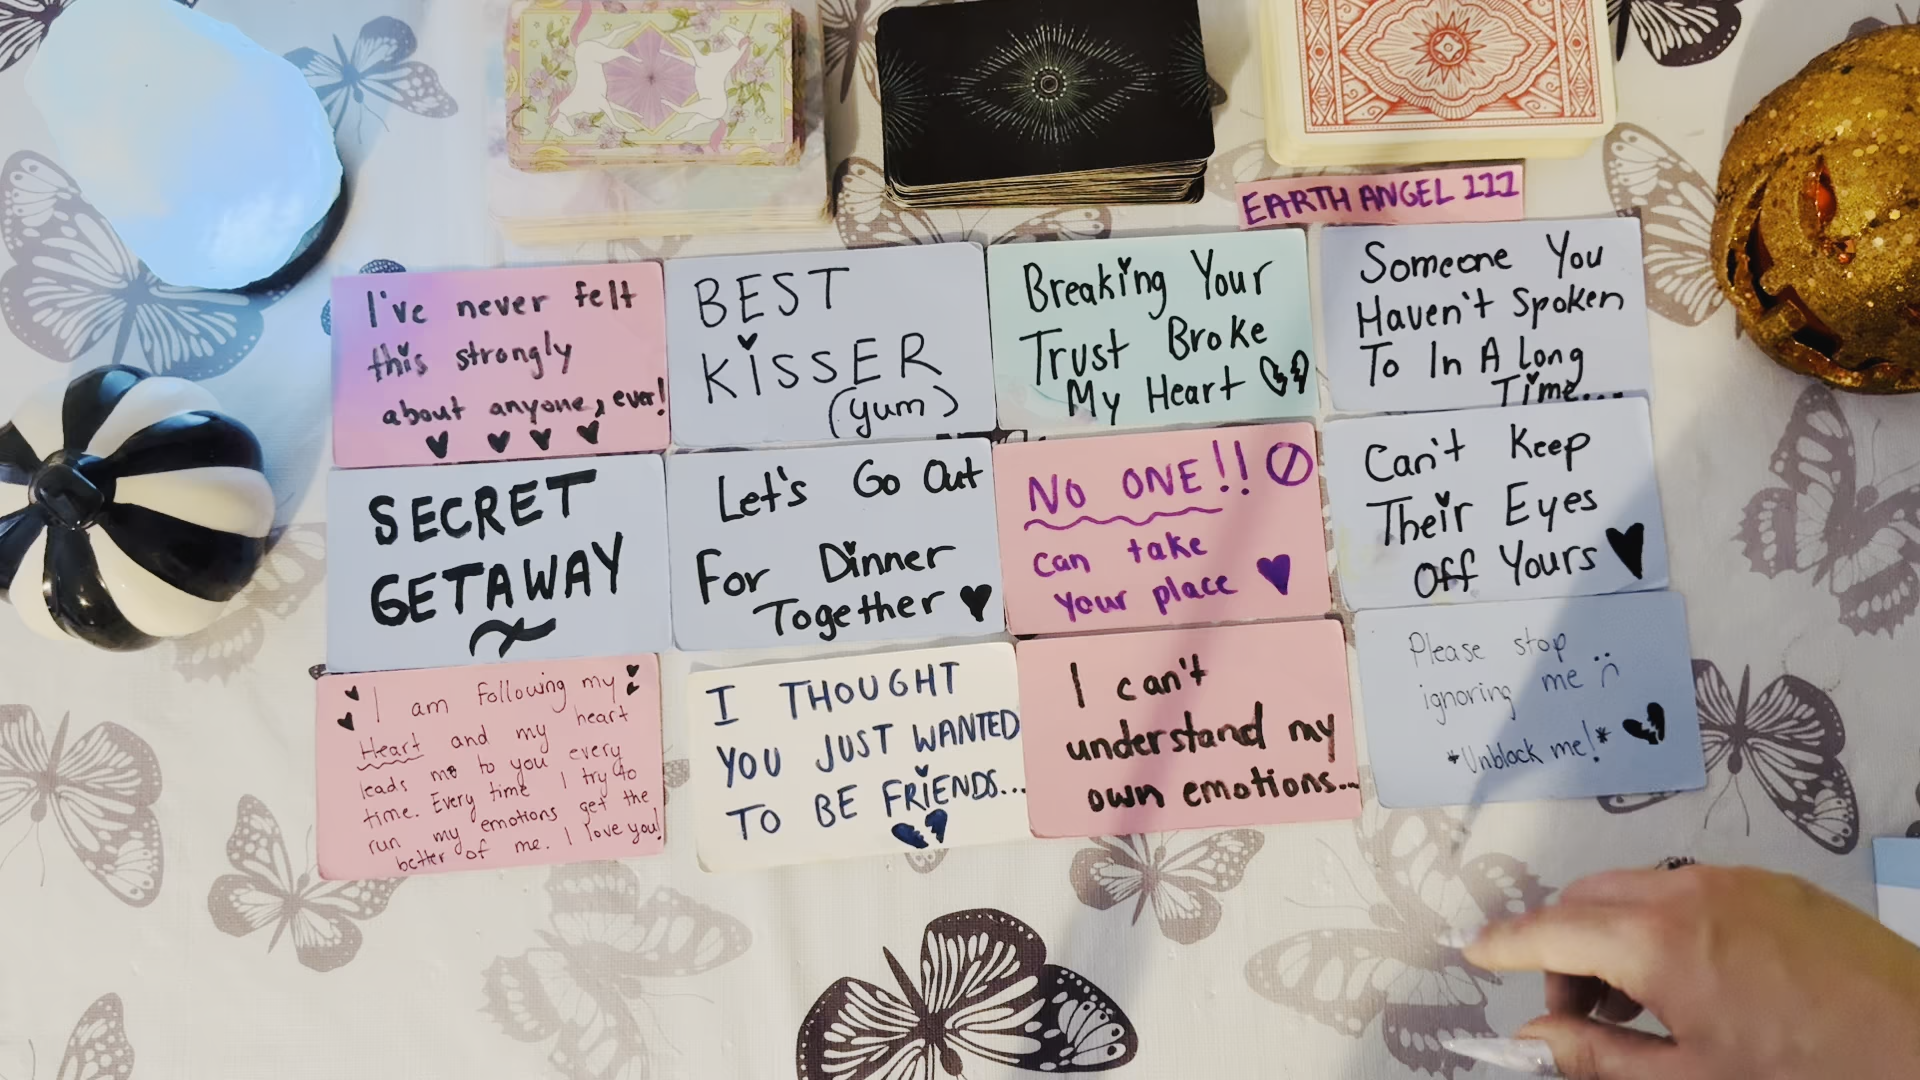 EARTH ANGEL 111
I've never felt
this strongly
about anyone, ever!
BEST
KISSER
(yum)
Breaking Your
Trust Broke
My Heart
Someone You
Haven't Spoken
To In A Long
Time...
SECRET
GETAWAY
Let's Go Out
For Dinner
Together
NO ONE!!
can take
your place
Can't Keep
Their Eyes
Off Yours
I am following my
Heart and my heart
leads me to you every
time. Every time I try to
run my emotions get the
better of me. I love you!
I THOUGHT
YOU JUST WANTED
TO BE FRIENDS...
I can't
understand my
own emotions...
Please stop
ignoring me :(
*Unblock me!*